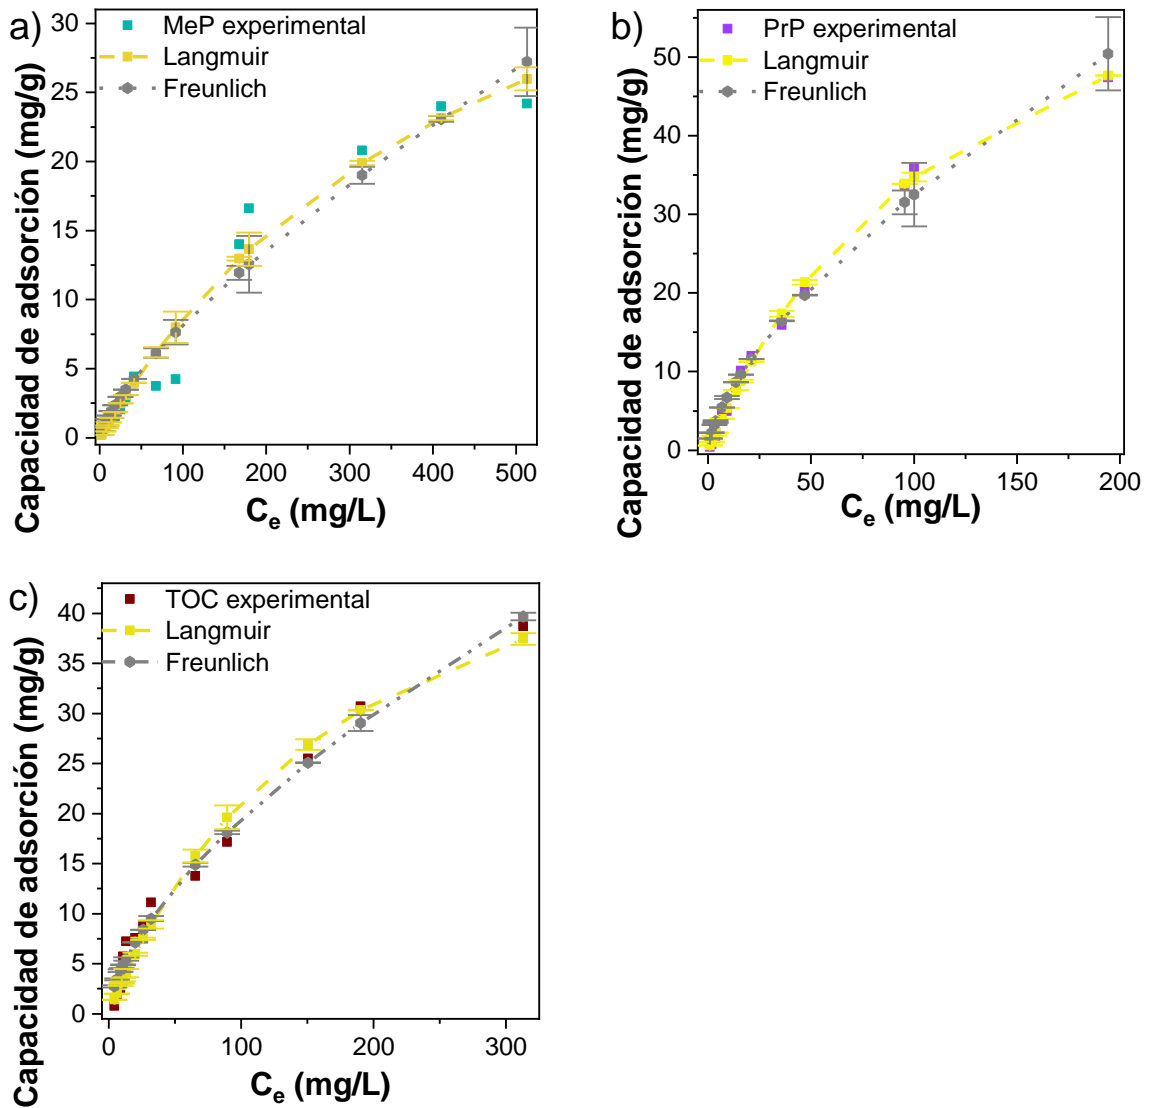 a)
MeP experimental
Langmuir
Freunlich
Capacidad de adsorción (mg/g)
30
25
20
15
10
5
0
0 100 200 300 400 500
Ce (mg/L)
b)
PrP experimental
Langmuir
Freunlich
Capacidad de adsorción (mg/g)
50
40
30
20
10
0
0 50 100 150 200
Ce (mg/L)
c)
TOC experimental
Langmuir
Freunlich
Capacidad de adsorción (mg/g)
40
35
30
25
20
15
10
5
0
0 100 200 300
Ce (mg/L)